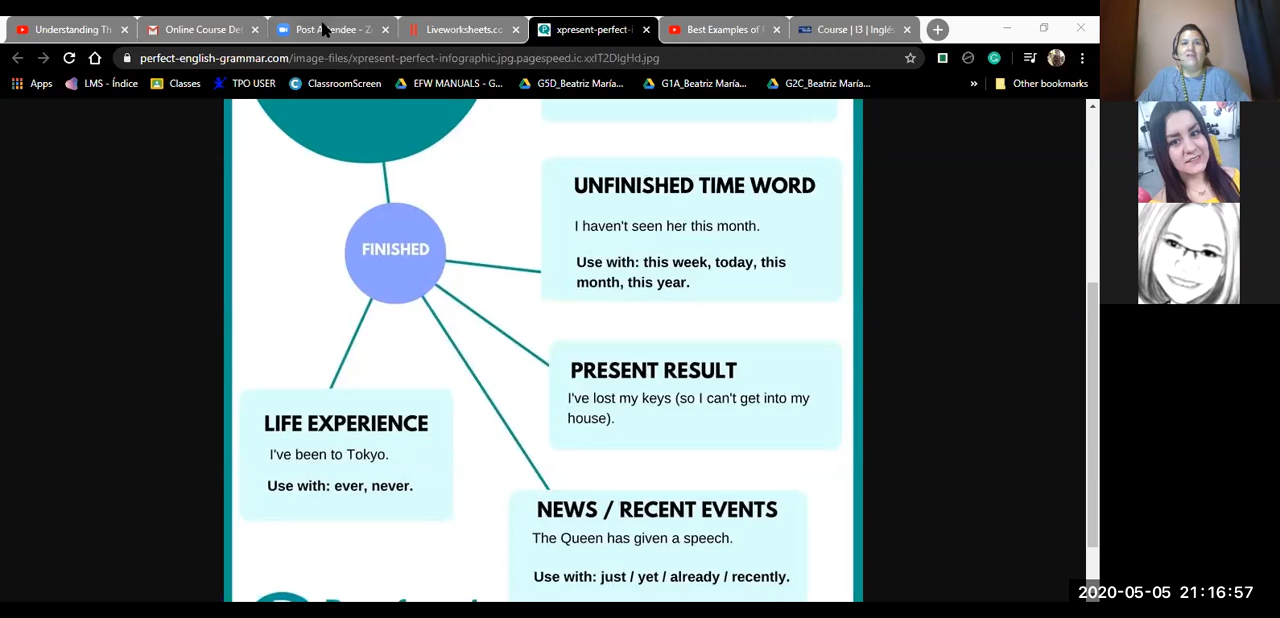 Understanding Th
Online Course Det
Post A
endee - Z
Liveworksheets.co
xpresent-perfect-i
Best Examples of F
Course | I3 | Inglé
perfect-english-grammar.com/image-files/xpresent-perfect-infographic.jpg.pagespeed.ic.xxIT2DIgHd.jpg
Apps
LMS - Índice
Classes
TPO USER
ClassroomScreen
EFW MANUALS - G...
G5D_Beatriz María...
G1A_Beatriz María...
G2C_Beatriz María...
»
Other bookmarks
UNFINISHED TIME WORD
I haven't seen her this month.
Use with: this week, today, this
month, this year.
FINISHED
PRESENT RESULT
I've lost my keys (so I can't get into my
house).
LIFE EXPERIENCE
I've been to Tokyo.
Use with: ever, never.
NEWS / RECENT EVENTS
The Queen has given a speech.
Use with: just / yet / already / recently.
2020-05-05 21:16:57